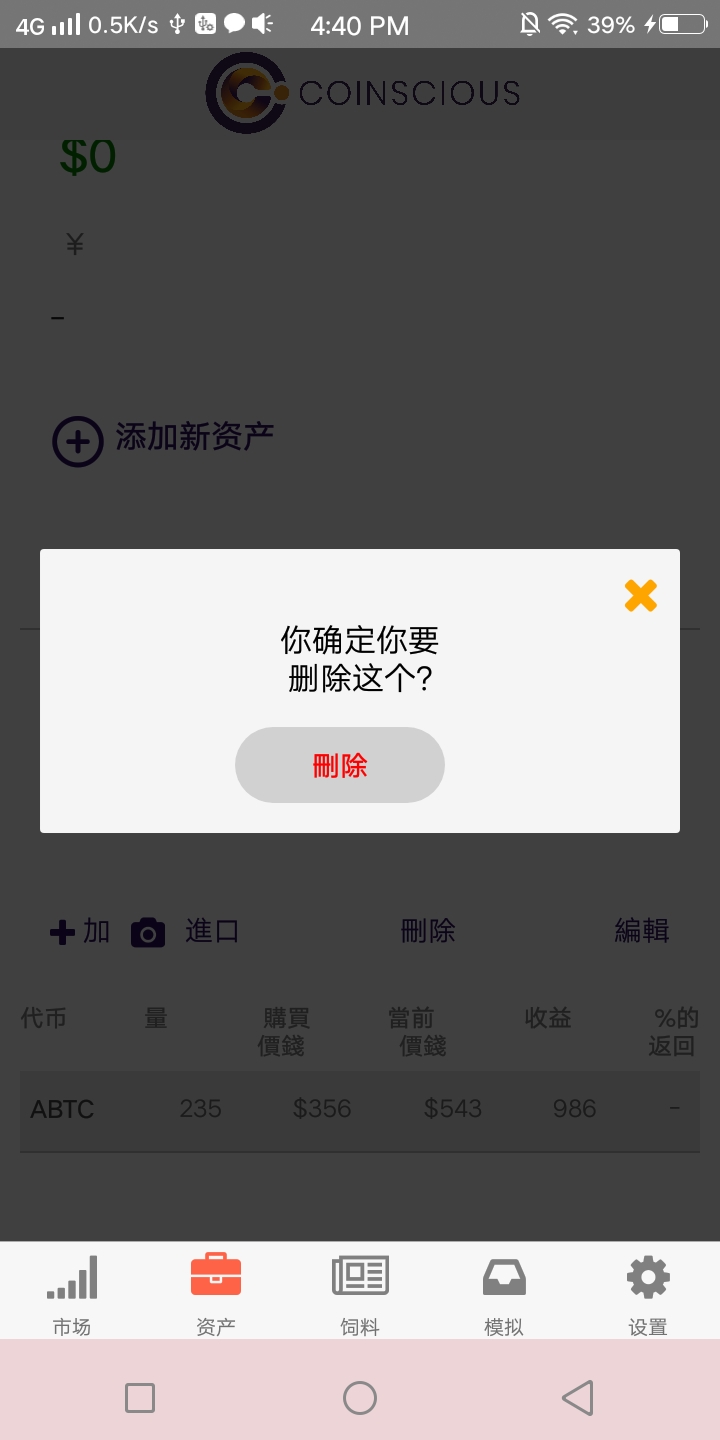 4G 0.5K/s 4:40 PM 39%
COINSCIOUS
$0
¥
-
添加新资产
你确定你要
删除这个?
刪除
加 進口 刪除 編輯
代币 量 購買 當前 收益 %的
價錢 價錢 返回
ABTC 235 $356 $543 986 -
市场 资产 饲料 模拟 设置